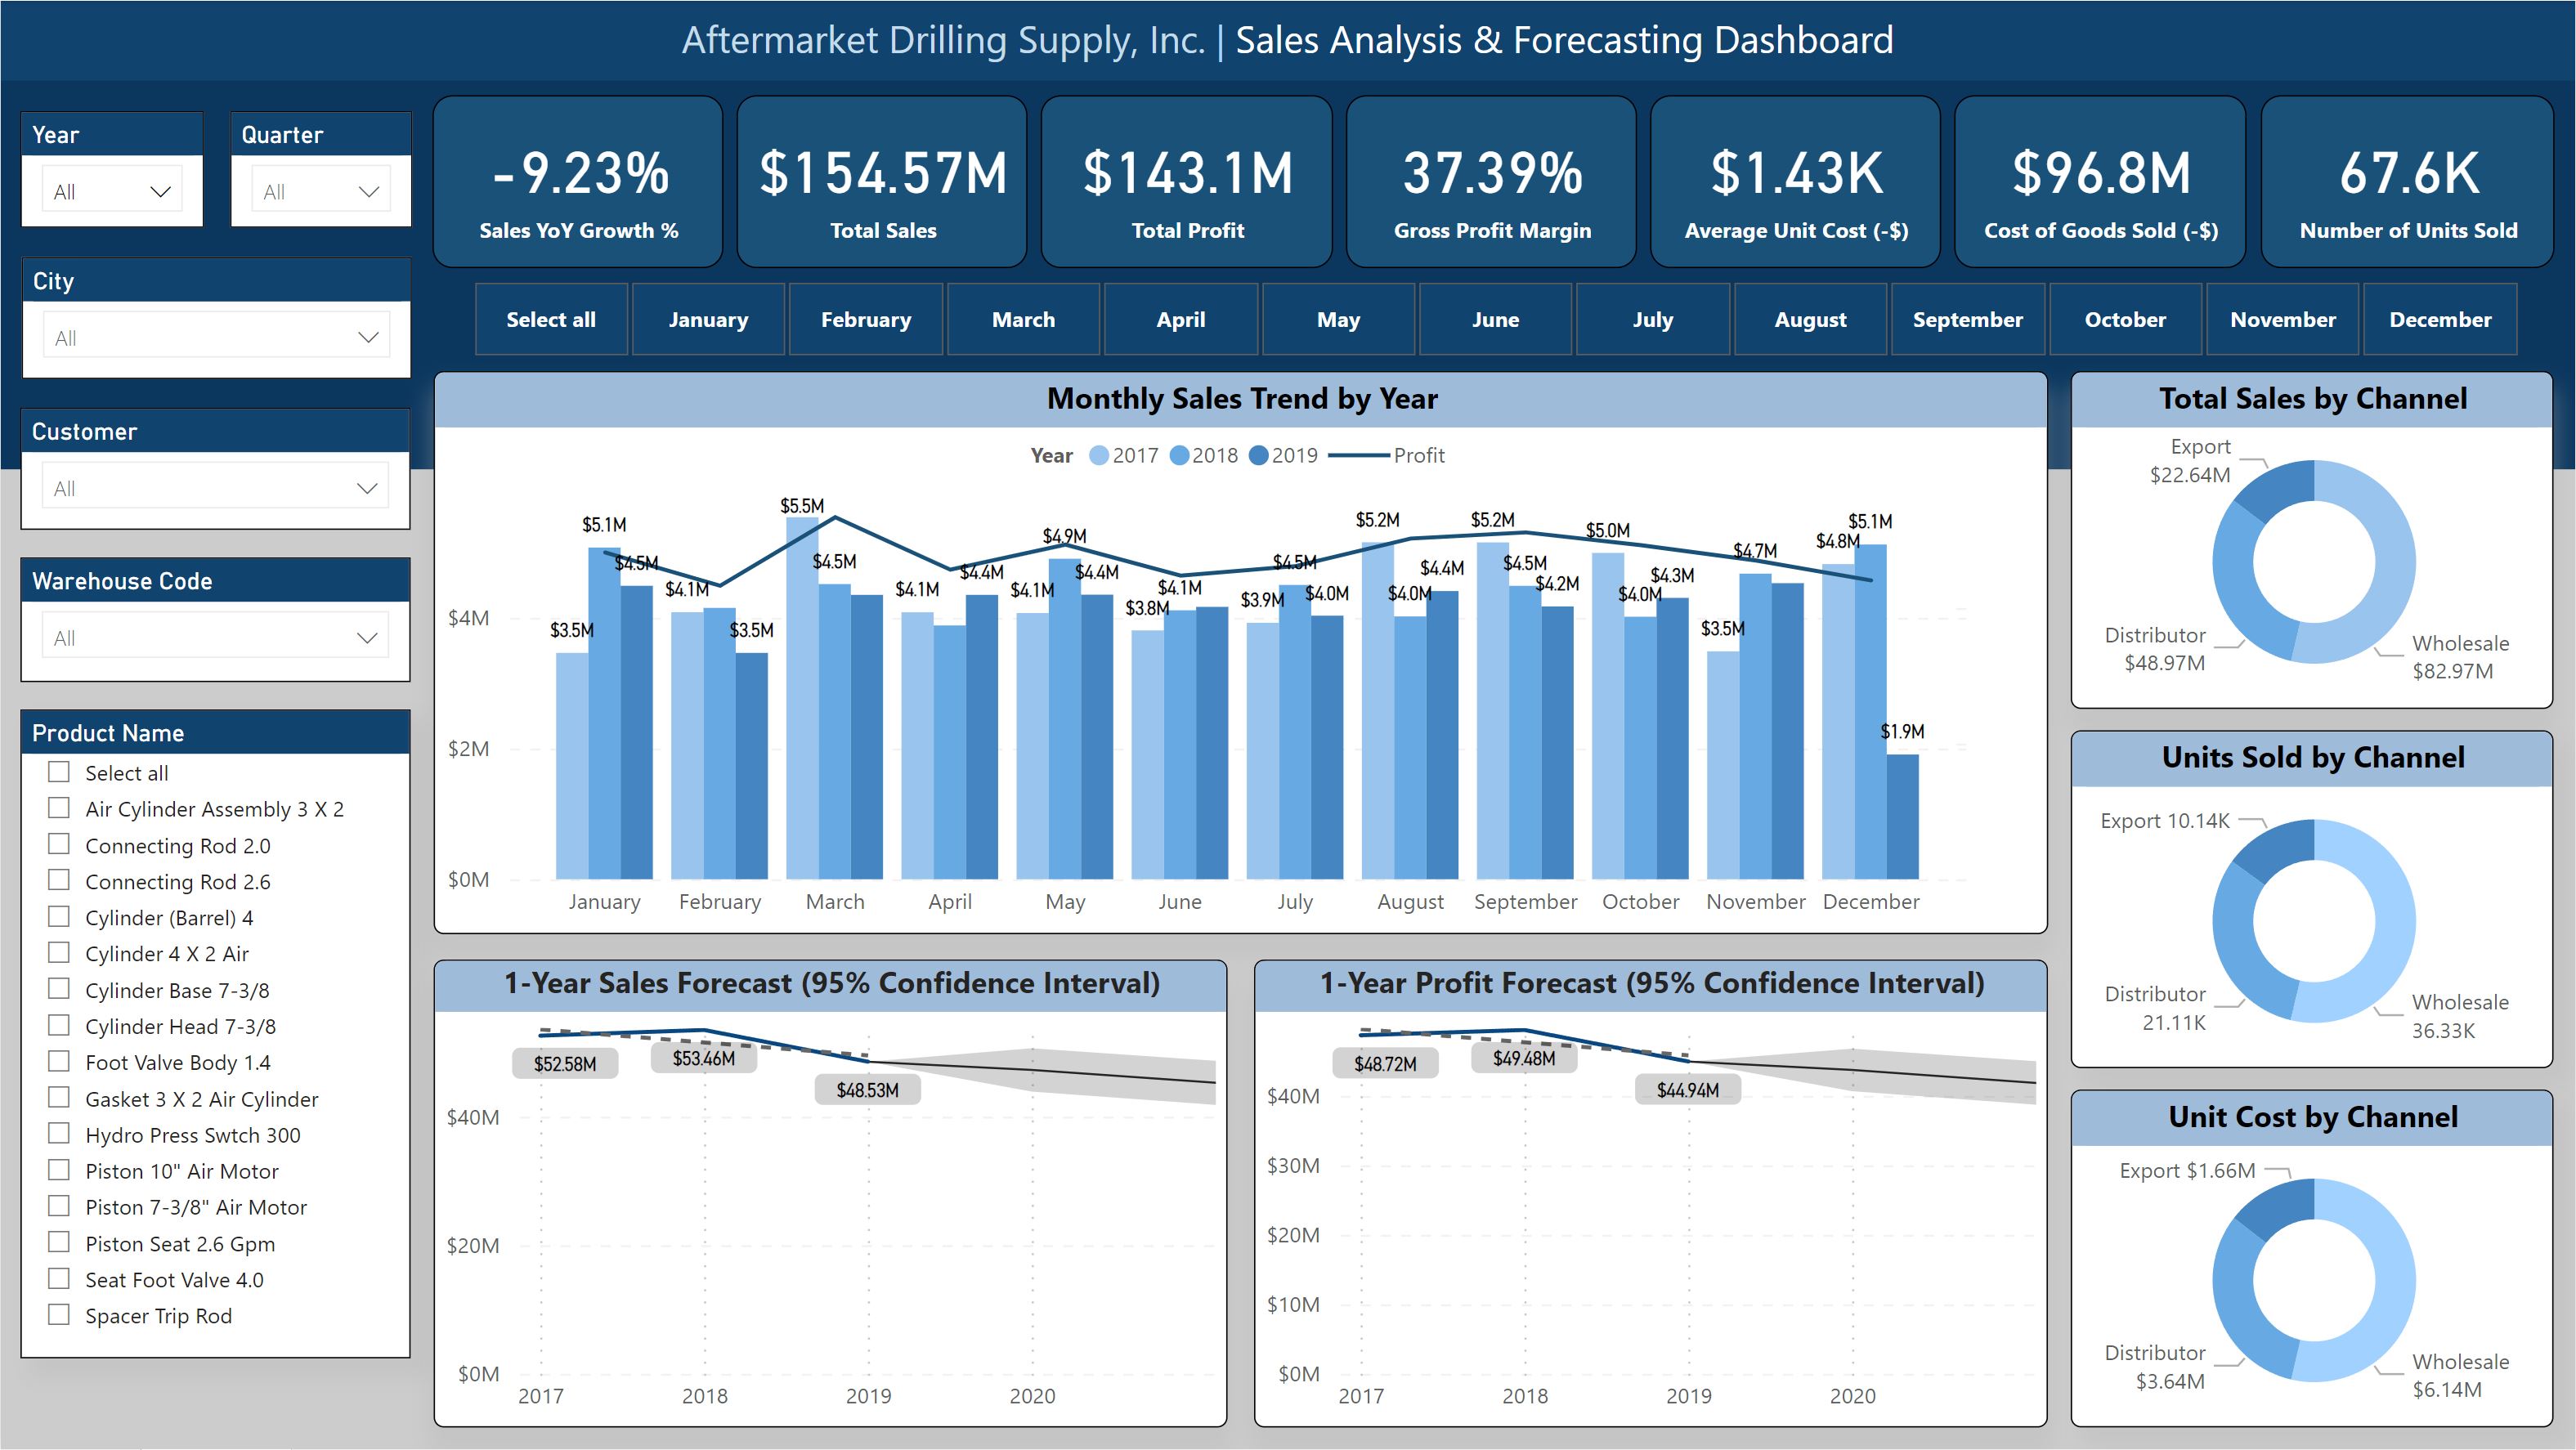 Aftermarket Drilling Supply, Inc. | Sales Analysis & Forecasting Dashboard
Year
All
Quarter
All
City
All
Customer
All
Warehouse Code
All
Product Name
Select all
Air Cylinder Assembly 3 X 2
Connecting Rod 2.0
Connecting Rod 2.6
Cylinder (Barrel) 4
Cylinder 4 X 2 Air
Cylinder Base 7-3/8
Cylinder Head 7-3/8
Foot Valve Body 1.4
Gasket 3 X 2 Air Cylinder
Hydro Press Swtch 300
Piston 10" Air Motor
Piston 7-3/8" Air Motor
Piston Seat 2.6 Gpm
Seat Foot Valve 4.0
Spacer Trip Rod
-9.23%
Sales YoY Growth %
$154.57M
Total Sales
$143.1M
Total Profit
37.39%
Gross Profit Margin
$1.43K
Average Unit Cost (-$)
$96.8M
Cost of Goods Sold (-$)
67.6K
Number of Units Sold
Select all January February March April May June July August September October November December
Monthly Sales Trend by Year
Year 2017 2018 2019 Profit
$4M
$2M
$0M
$3.5M $5.1M $4.5M
$4.1M $3.5M
$5.5M $4.5M
$4.1M $4.4M
$4.1M $4.9M $4.4M
$3.8M $4.1M
$3.9M $4.5M $4.0M
$5.2M $4.0M $4.4M
$5.2M $4.5M $4.2M
$5.0M $4.0M $4.3M
$3.5M $4.7M
$4.8M $5.1M $1.9M
January February March April May June July August September October November December
1-Year Sales Forecast (95% Confidence Interval)
$52.58M $53.46M $48.53M
$40M
$20M
$0M
2017 2018 2019 2020
1-Year Profit Forecast (95% Confidence Interval)
$48.72M $49.48M $44.94M
$40M
$30M
$20M
$10M
$0M
2017 2018 2019 2020
Total Sales by Channel
Export
$22.64M
Distributor
$48.97M
Wholesale
$82.97M
Units Sold by Channel
Export 10.14K
Distributor
21.11K
Wholesale
36.33K
Unit Cost by Channel
Export $1.66M
Distributor
$3.64M
Wholesale
$6.14M